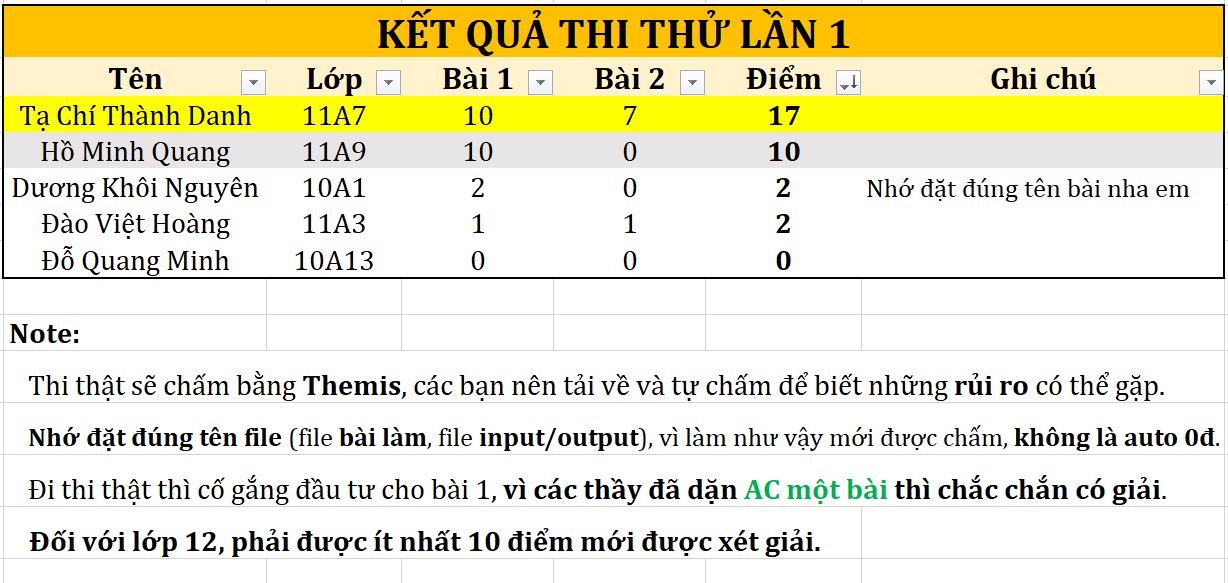 KẾT QUẢ THI THỬ LẦN 1
Tên Lớp Bài 1 Bài 2 Điểm Ghi chú
Tạ Chí Thành Danh 11A7 10 7 17
Hồ Minh Quang 11A9 10 0 10
Dương Khôi Nguyên 10A1 2 0 2 Nhớ đặt đúng tên bài nha em
Đào Việt Hoàng 11A3 1 1 2
Đỗ Quang Minh 10A13 0 0 0
Note:
Thi thật sẽ chấm bằng Themis, các bạn nên tải về và tự chấm để biết những rủi ro có thể gặp.
Nhớ đặt đúng tên file (file bài làm, file input/output), vì làm như vậy mới được chấm, không là auto 0đ.
Đi thi thật thì cố gắng đầu tư cho bài 1, vì các thầy đã dặn AC một bài thì chắc chắn có giải.
Đối với lớp 12, phải được ít nhất 10 điểm mới được xét giải.